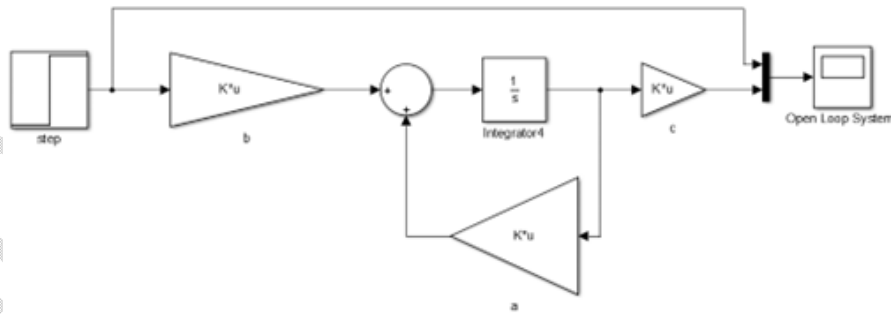 step
K*u
b
+
+
1
s
Integrator4
K*u
c
Open Loop System
K*u
a